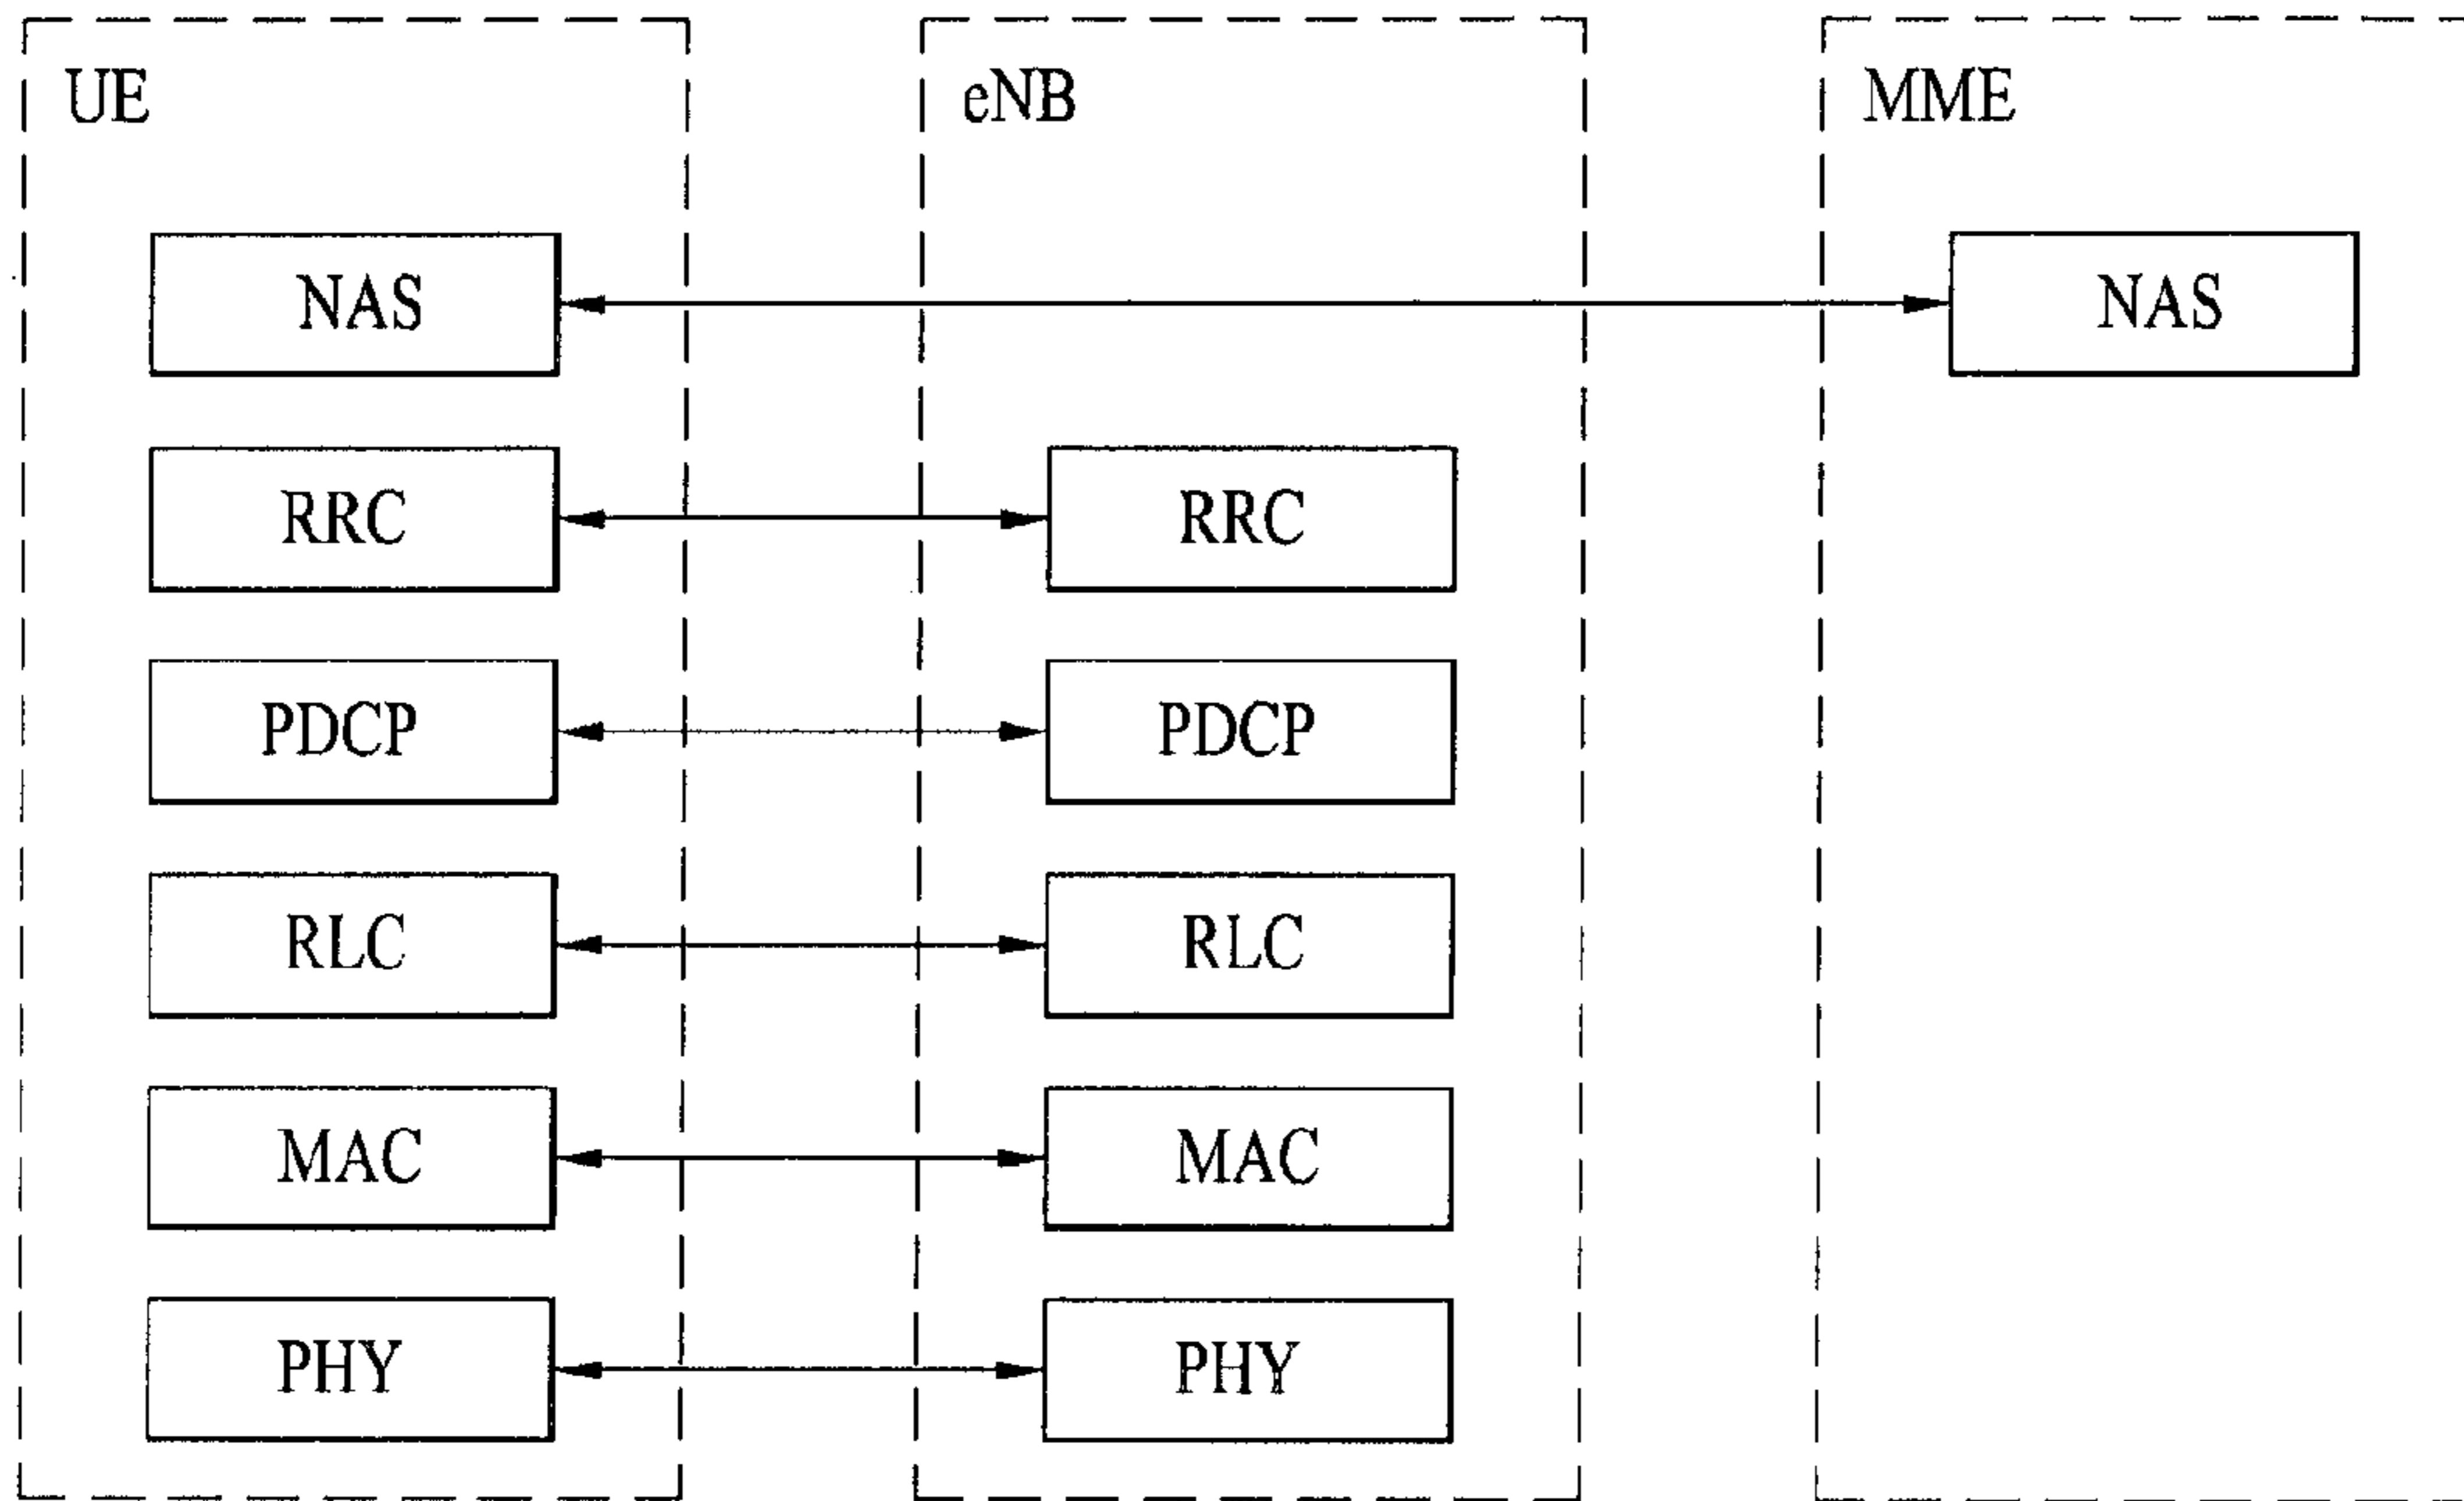 UE
eNB
MME
NAS
NAS
RRC
RRC
PDCP
PDCP
RLC
RLC
MAC
MAC
PHY
PHY